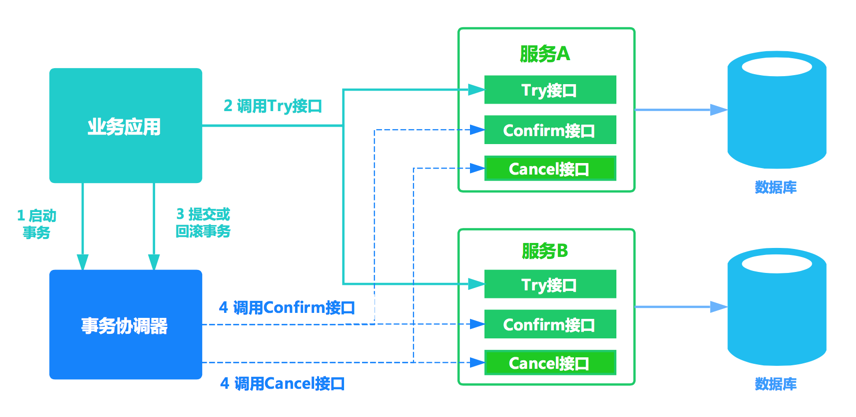 服务A
Try接口
2 调用Try接口
业务应用
Confirm接口
Cancel接口
数据库
1 启动
事务
3 提交或
回滚事务
服务B
Try接口
4 调用Confirm接口
事务协调器
Confirm接口
Cancel接口
4 调用Cancel接口
数据库